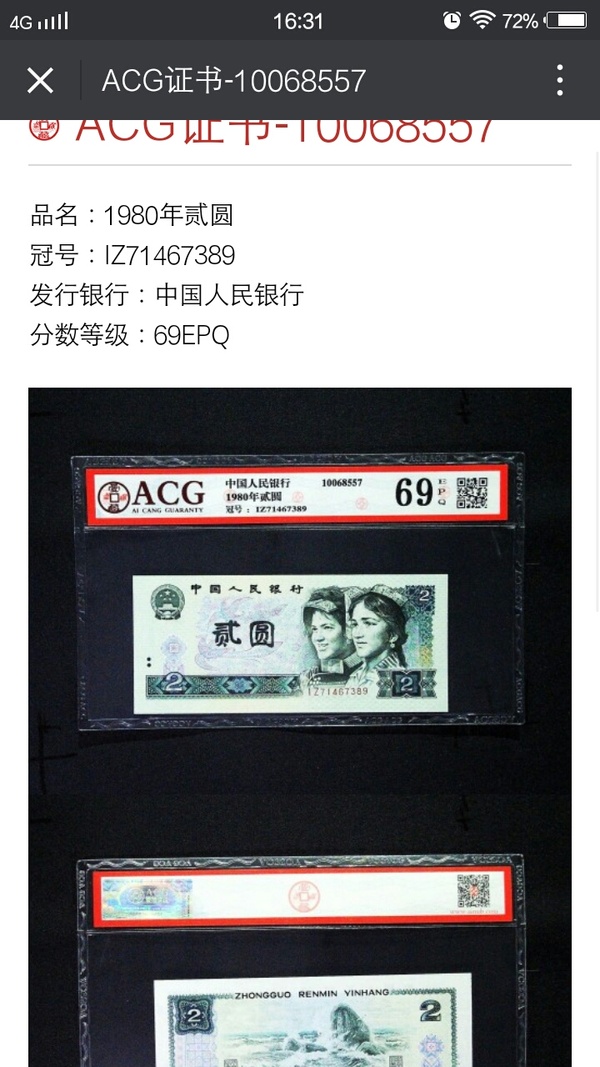 4G 16:31 72%
ACG证书-10068557
ACG证书-10068557
品名：1980年贰圆
冠号：IZ71467389
发行银行：中国人民银行
分数等级：69EPQ
ACG
AI CANG GUARANTY
中国人民银行 10068557
1980年贰圆
冠号：IZ71467389
69 EPQ
中国人民银行
贰圆
2
2
IZ71467389
2
ZHONGGUO RENMIN YINHANG
2
2